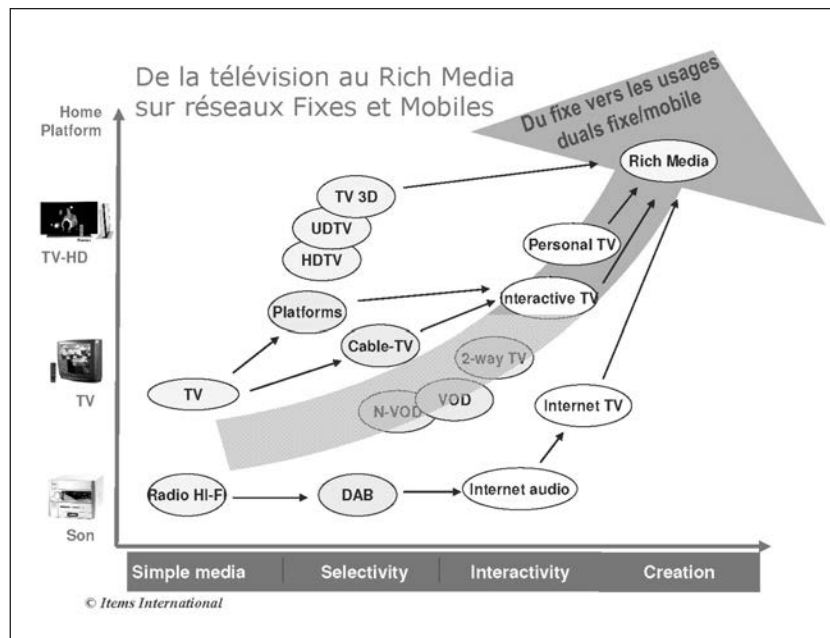 De la télévision au Rich Media
sur réseaux Fixes et Mobiles
Du fixe vers les usages
duals fixe/mobile
Home
Platform
Rich Media
TV 3D
UDTV
HDTV
TV-HD
Personal TV
Interactive TV
Platforms
Cable-TV
2-way TV
TV
TV
N-VOD
VOD
Internet TV
Radio HI-FI
DAB
Internet audio
Son
Simple media
Selectivity
Interactivity
Creation
© Items International